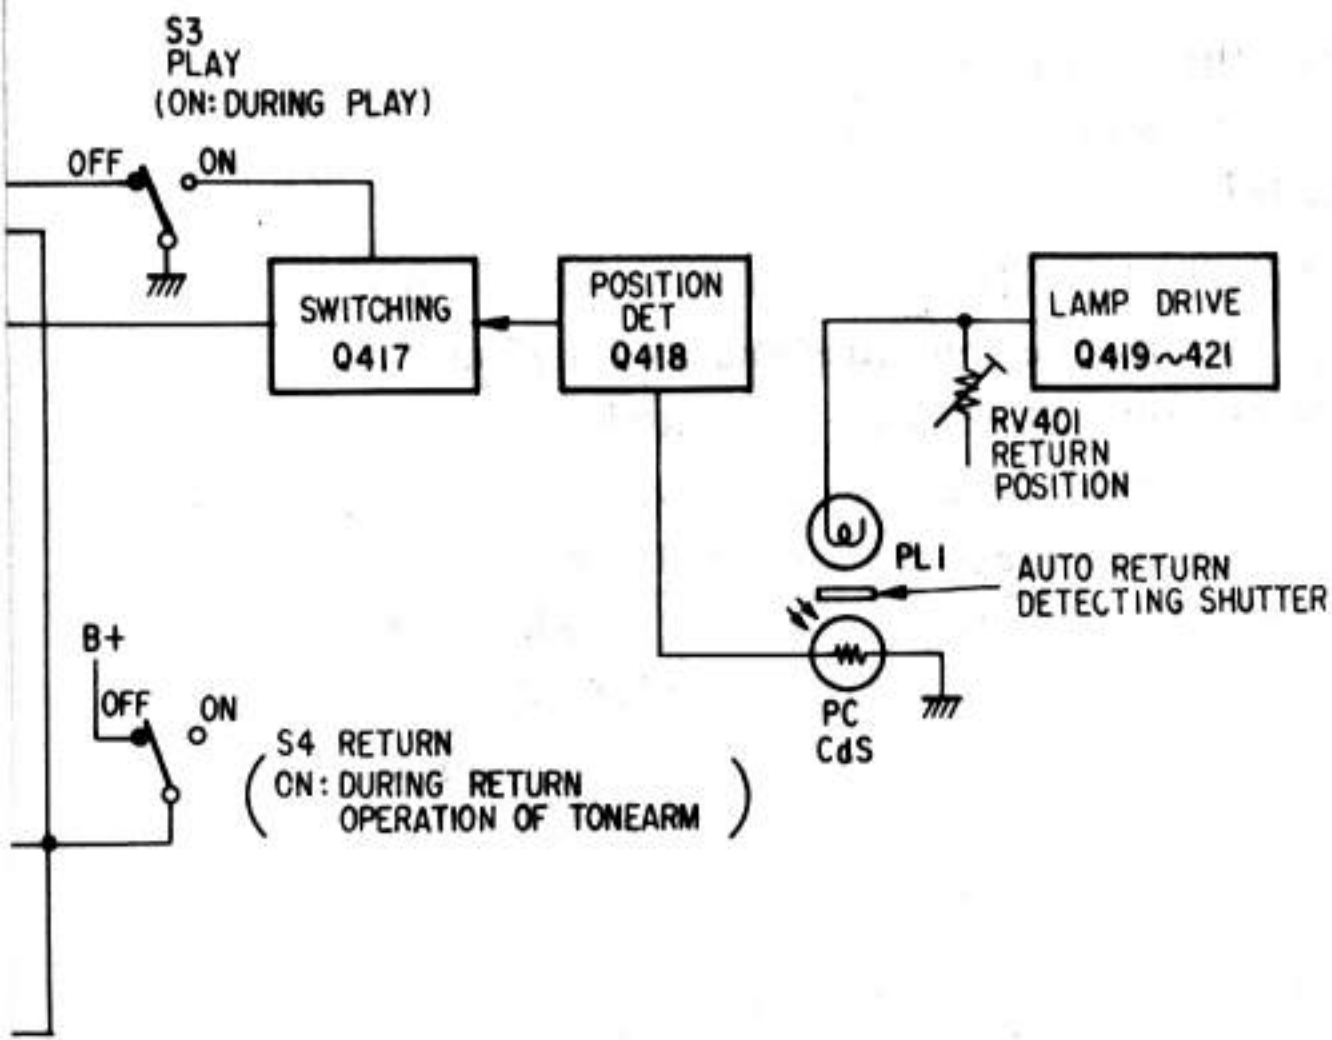 S3
PLAY
(ON: DURING PLAY)
OFF ON
SWITCHING
Q417
POSITION
DET
Q418
LAMP DRIVE
Q419~421
RV401
RETURN
POSITION
PL1
AUTO RETURN
DETECTING SHUTTER
PC
CdS
B+
OFF ON
S4 RETURN
(ON: DURING RETURN
OPERATION OF TONEARM)